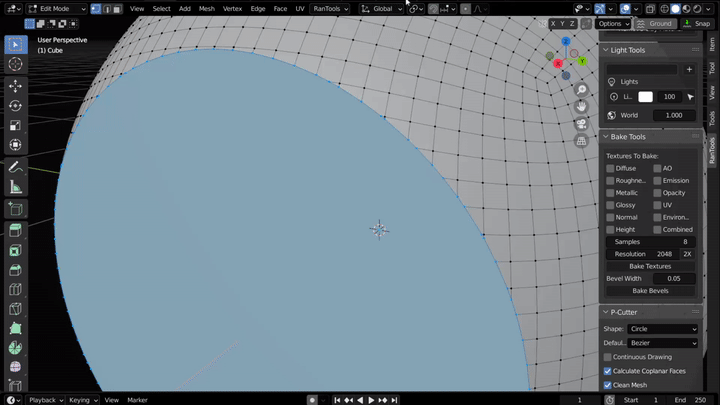 Edit Mode View Select Add Mesh Vertex Edge Face UV RanTools Global
X Y Z Options Ground Snap
User Perspective
(1) Cube
Z
Y
X
Light Tools
Lights
Li... 100
World 1.000
Bake Tools
Textures To Bake:
Diffuse AO
Roughne... Emission
Metallic Opacity
Glossy UV
Normal Environ...
Height Combined
Samples 8
Resolution 2048 2X
Bake Textures
Bevel Width 0.05
Bake Bevels
P-Cutter
Shape: Circle
Defaul.. Bezier
Continuous Drawing
Calculate Coplanar Faces
Clean Mesh
Item
Tool
View
Tools
RanTools
Playback Keying View Marker 1 Start 1 End 250